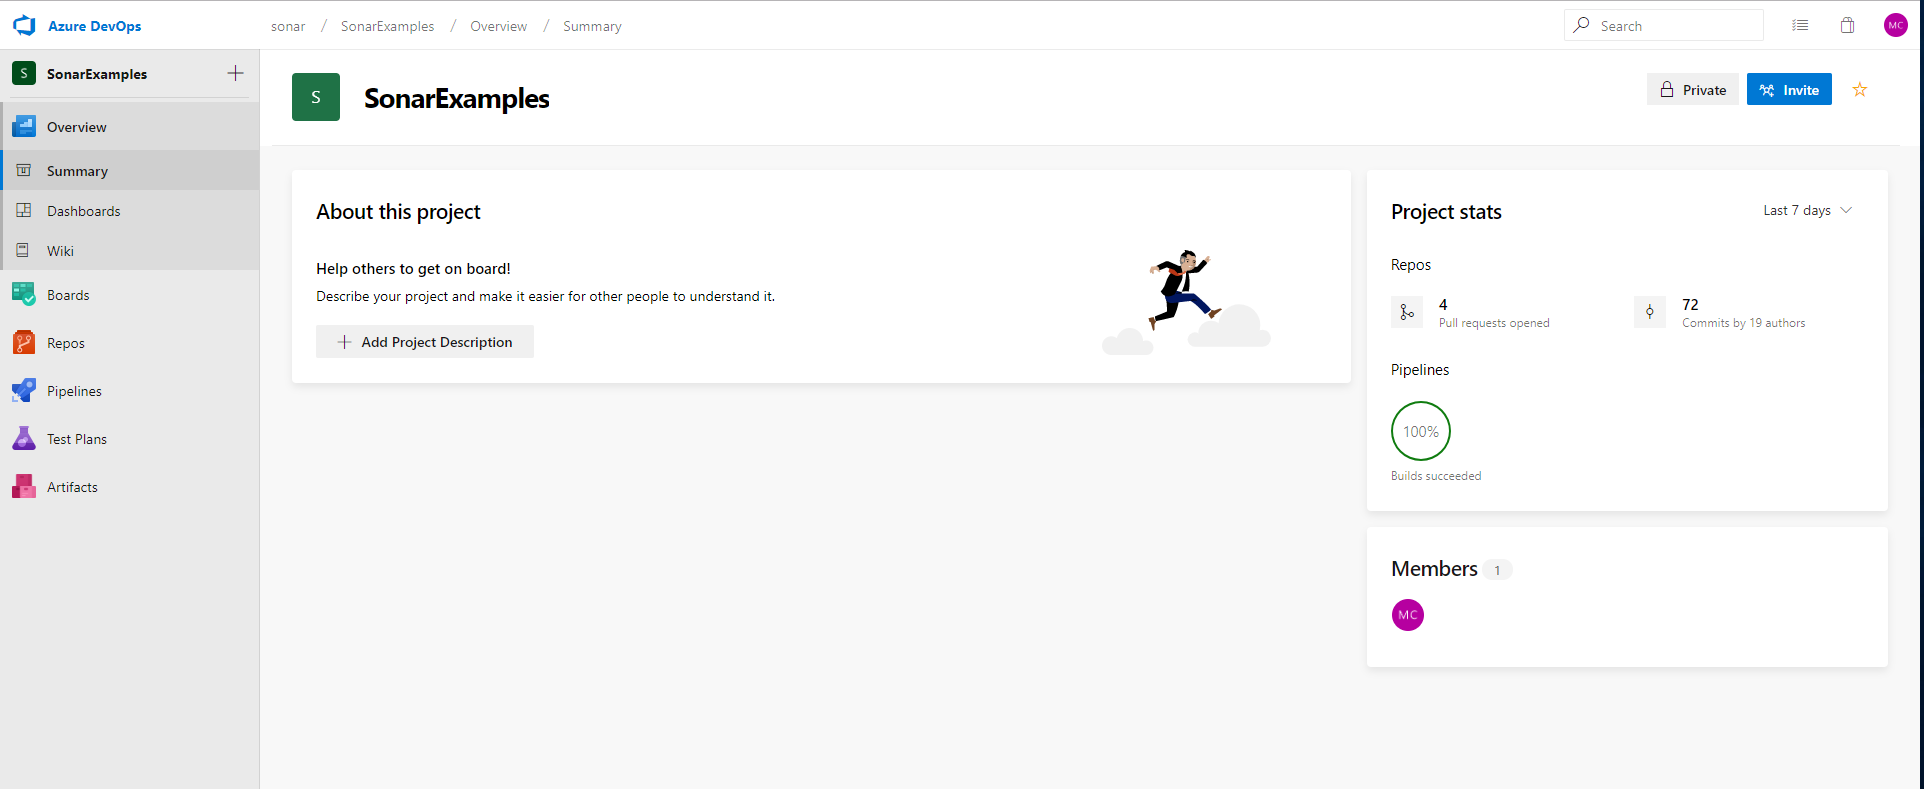 Azure DevOps
sonar / SonarExamples / Overview / Summary
Search
MC
S SonarExamples
Overview
Summary
Dashboards
Wiki
Boards
Repos
Pipelines
Test Plans
Artifacts
S SonarExamples
Private
Invite
About this project
Help others to get on board!
Describe your project and make it easier for other people to understand it.
Add Project Description
Project stats
Last 7 days
Repos
4
Pull requests opened
72
Commits by 19 authors
Pipelines
100%
Builds succeeded
Members 1
MC